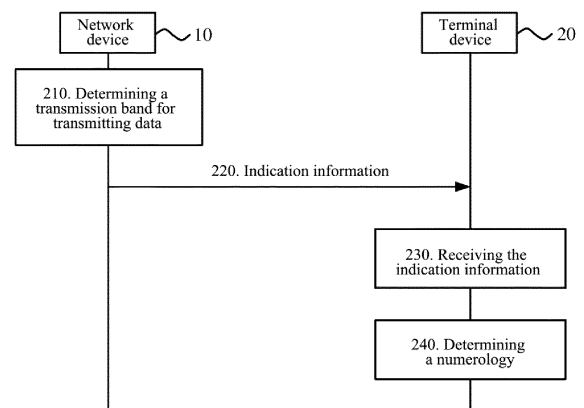 Network
device
10
Terminal
device
20
210. Determining a
transmission band for
transmitting data
220. Indication information
230. Receiving the
indication information
240. Determining
a numerology